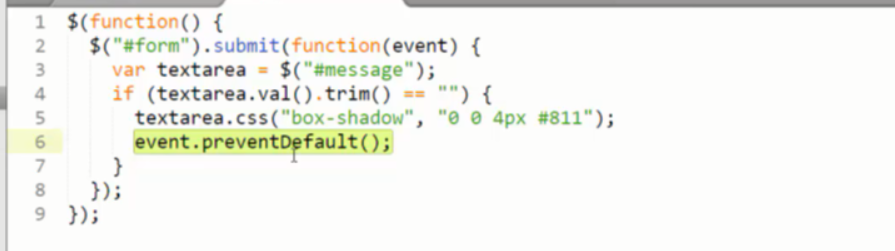 1 $(function() {
2 $("#form").submit(function(event) {
3 var textarea = $("#message");
4 if (textarea.val().trim() == "") {
5 textarea.css("box-shadow", "0 0 4px #811");
6 event.preventDefault();
7 }
8 });
9 });